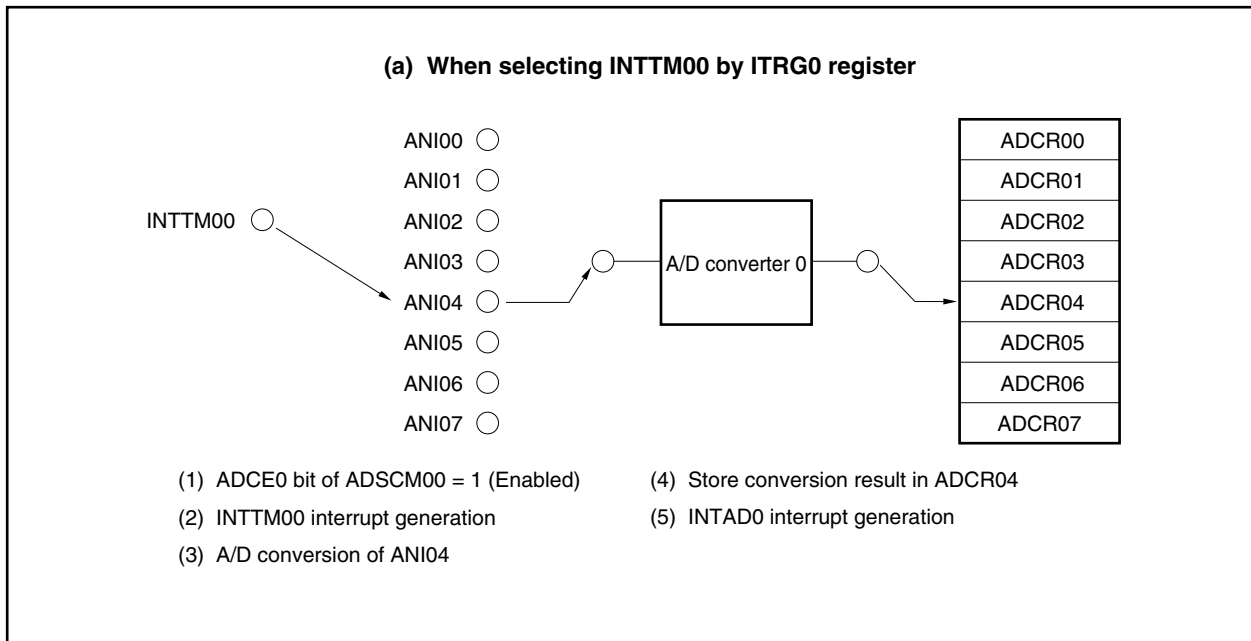 (a) When selecting INTTM00 by ITRG0 register
ANI00
ANI01
ANI02
ANI03
ANI04
ANI05
ANI06
ANI07
INTTM00
A/D converter 0
ADCR00
ADCR01
ADCR02
ADCR03
ADCR04
ADCR05
ADCR06
ADCR07
(1) ADCE0 bit of ADSCM00 = 1 (Enabled)
(2) INTTM00 interrupt generation
(3) A/D conversion of ANI04
(4) Store conversion result in ADCR04
(5) INTAD0 interrupt generation